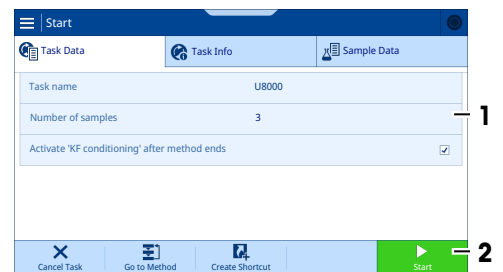 Start
Task Data
Task Info
Sample Data
Task name U8000
Number of samples 3
1
Activate 'KF conditioning' after method ends
2
Cancel Task
Go to Method
Create Shortcut
Start